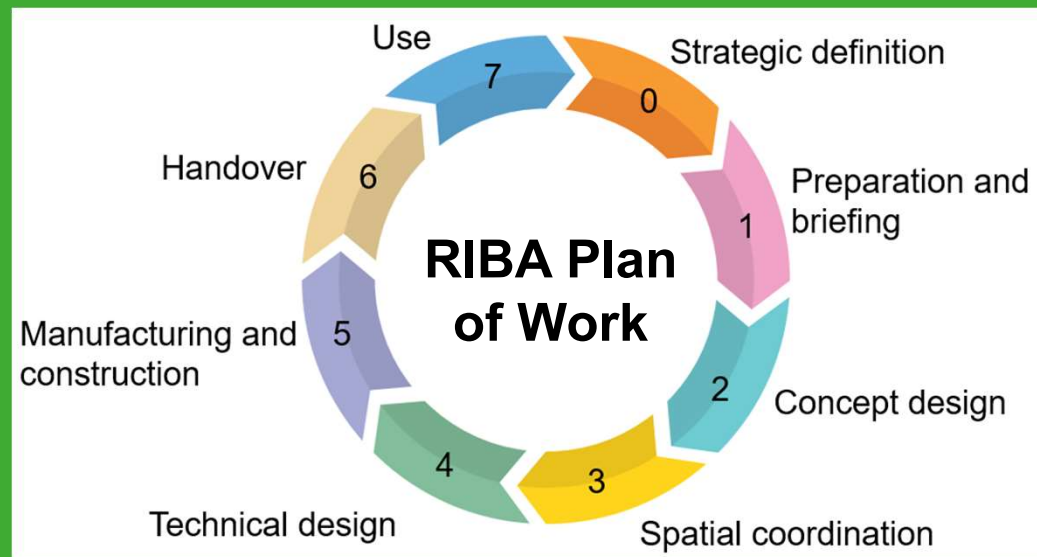 RIBA Plan
of Work
0
Strategic definition
1
Preparation and
briefing
2
Concept design
3
Spatial coordination
4
Technical design
5
Manufacturing and
construction
6
Handover
7
Use